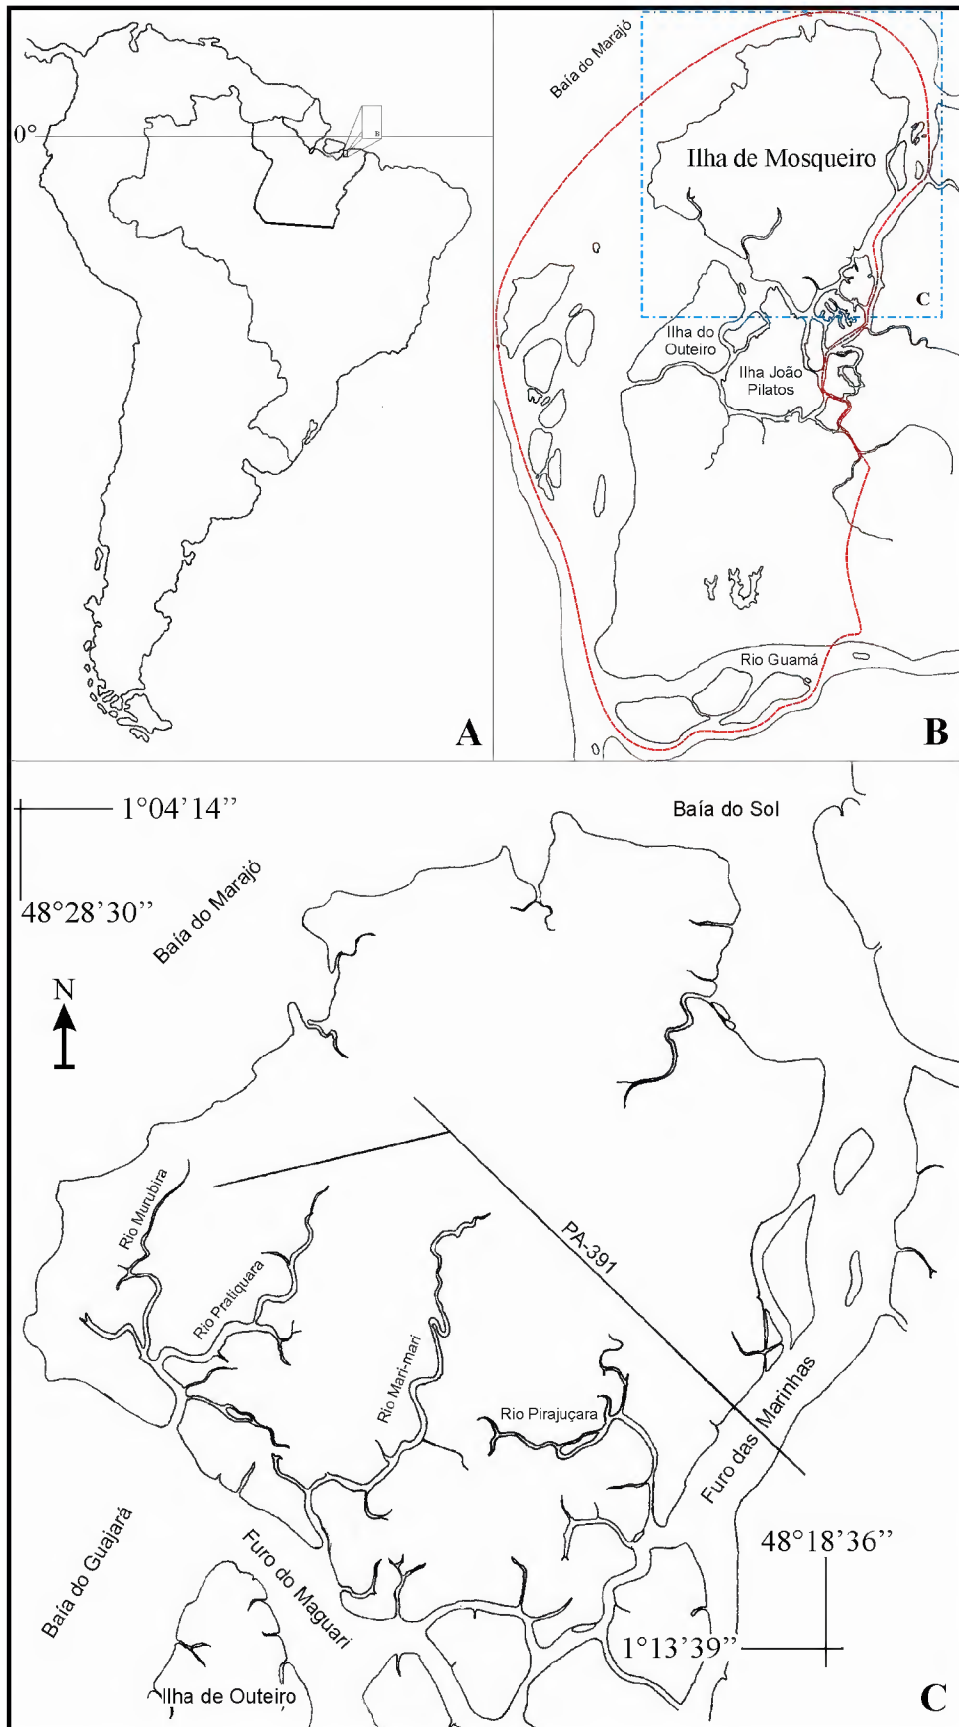 0°
B
A
Baía do Marajó
Ilha de Mosqueiro
C
Ilha do
Outeiro
Ilha João
Pilatos
Rio Guamá
B
1°04’14”
48°28’30”
Baía do Marajó
Baía do Sol
N
Rio Murubira
Rio Pratiquara
Rio Mari-mari
PA-391
Rio Pirajuçara
Furo das Marinhas
Baía do Guajará
Furo do Maguari
48°18’36”
1°13’39”
Ilha de Outeiro
C